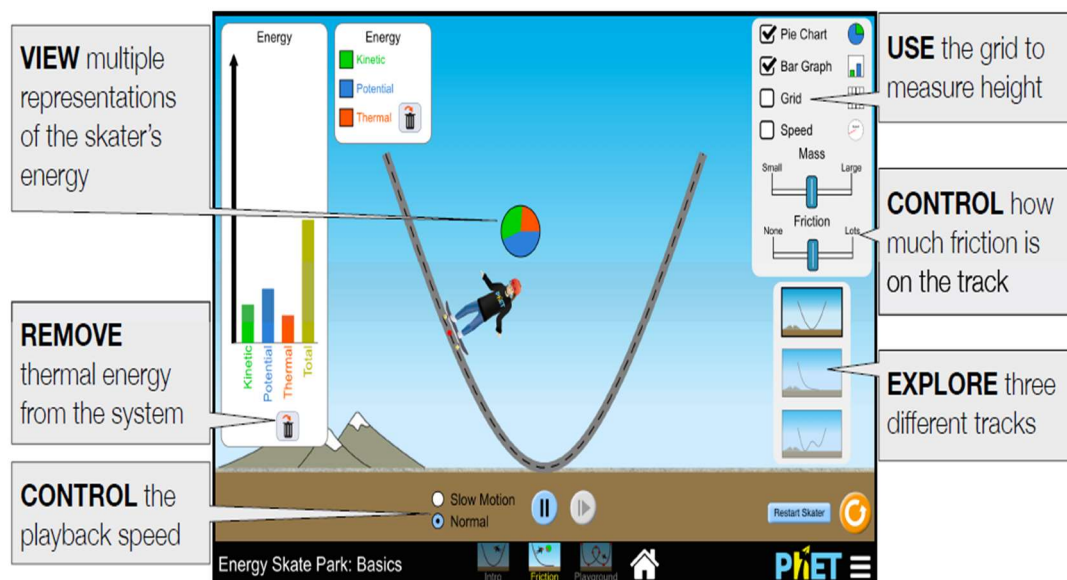 VIEW multiple
representations
of the skater's
energy
REMOVE
thermal energy
from the system
CONTROL the
playback speed
Energy
Kinetic
Potential
Thermal
Total
Energy
Kinetic
Potential
Thermal
Pie Chart
Bar Graph
Grid
Speed
Mass
Small
Large
Friction
None
Lots
USE the grid to
measure height
CONTROL how
much friction is
on the track
EXPLORE three
different tracks
Slow Motion
Normal
Restart Skater
Energy Skate Park: Basics
Intro
Friction
Playground
PhET